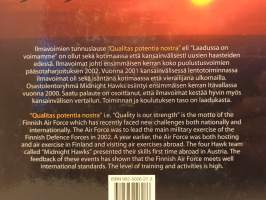 Ilmavoimien tunnuslause "Qualitas potentia nostra" eli "Laadussa on
voimamme" on ollut sekä kotimaassa että kansainvälisesti uusien haasteiden
edessä. Ilmavoimat johti ensimmäisen kerran koko puolustusvoimien
pääsotaharjoituksen 2002. Vuonna 2001 kansainvälisessä lentotoiminnassa
ilmavoimat oli sekä isäntänä kotimaassa että vierailijana ulkomailla.
Osastolentoryhmä Midnight Hawks esiintyi ensimmäisen kerran Itävallassa
vuonna 2000. Saatu palaute on osoittanut, että ilmavoimat kestää hyvin myös
kansainvälisen vertailun. Toiminnan ja koulutuksen taso on laadukasta.
"Qualitas potentia nostra" i.e. "Quality is our strength" is the motto of the
Finnish Air Force which recently faced new challenges both nationally and
internationally. The Air Force was to lead the main military exercise of the
Finnish Defence Forces in 2002. A year earlier, the Air Force was both hosting
and air exercise in Finland and visiting air exercises abroad. The four Hawk team
called "Midnight Hawks" presented their skills first time abroad in Austria. The
feedback of these events has shown that the Finnish Air Force meets well
international standards. The level of training and activities is high.